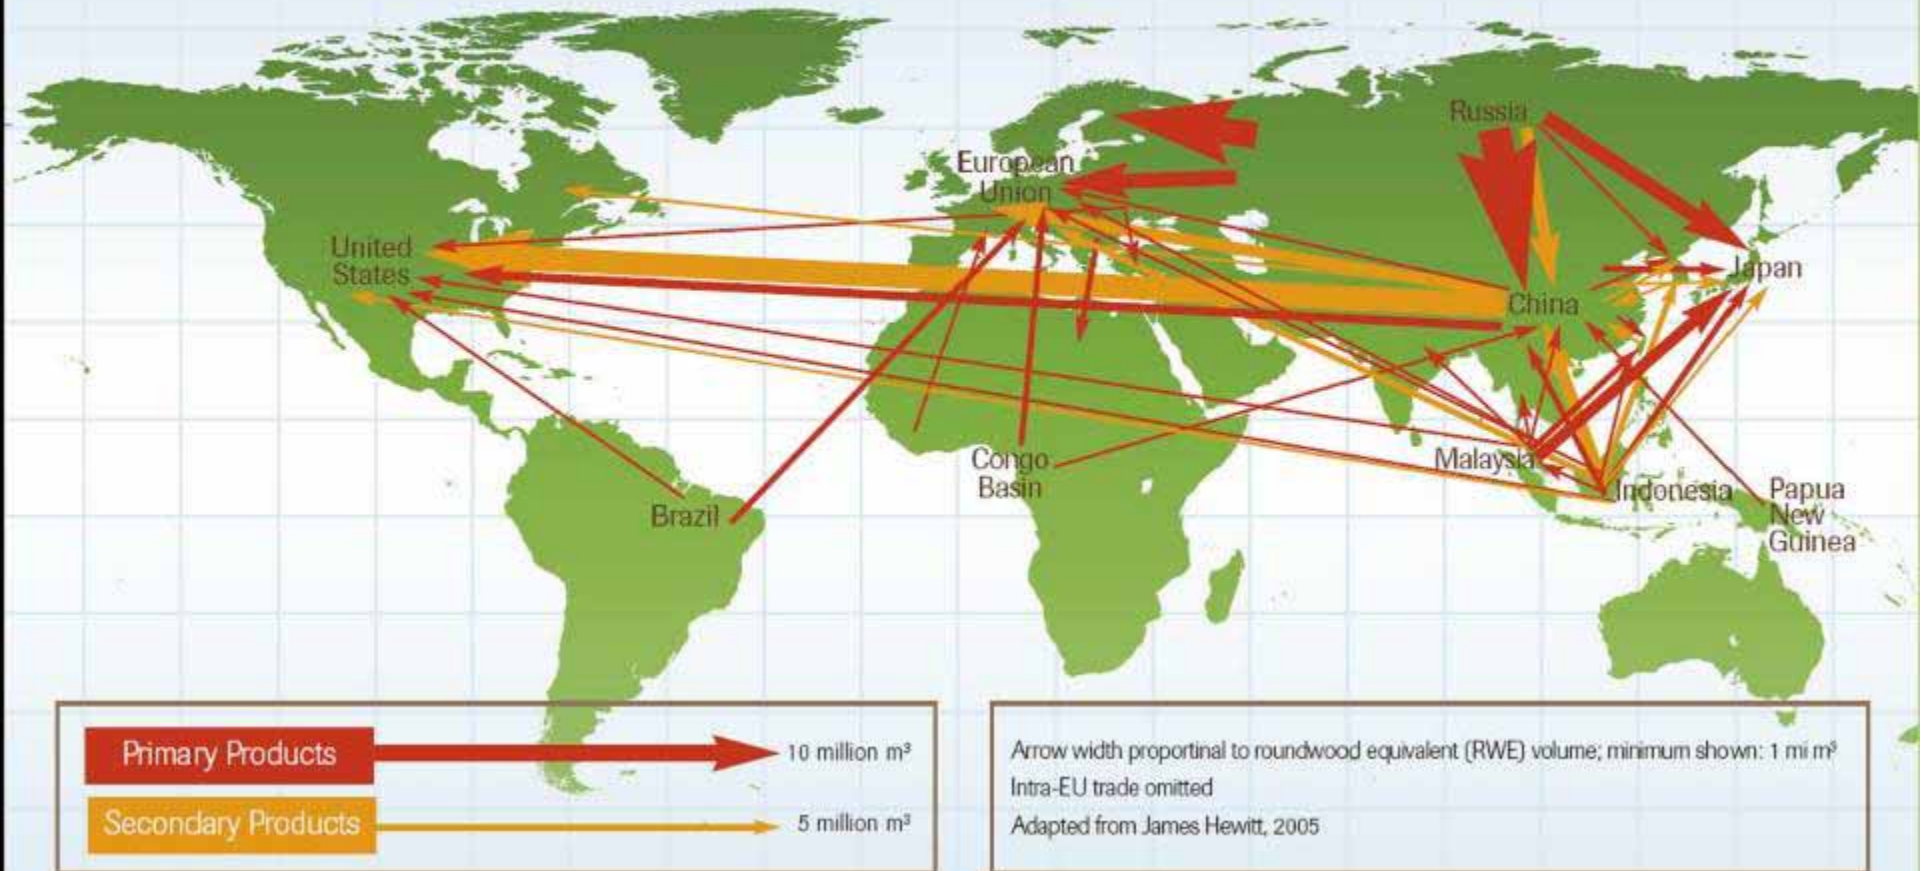 Russia
European
Union
United
States
Japan
China
Congo
Basin
Malaysia
Indonesia
Papua
New
Guinea
Brazil
Primary Products
10 million m³
Secondary Products
5 million m³
Arrow width proportinal to roundwood equivalent (RWE) volume; minimum shown: 1 mi m³
Intra-EU trade omitted
Adapted from James Hewitt, 2005